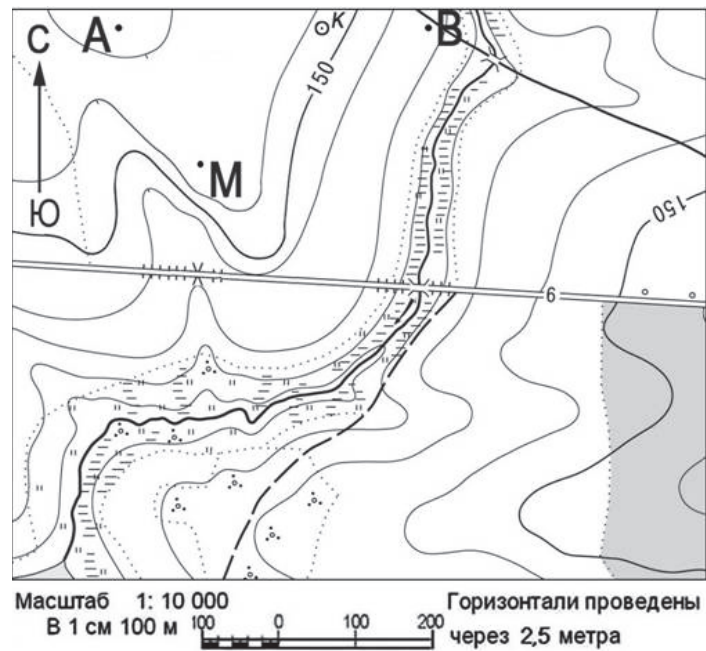 С
А
К
В
150
М
Ю
150
6
Масштаб 1: 10 000
В 1 см 100 м
100 0 100 200
Горизонтали проведены
через 2,5 метра